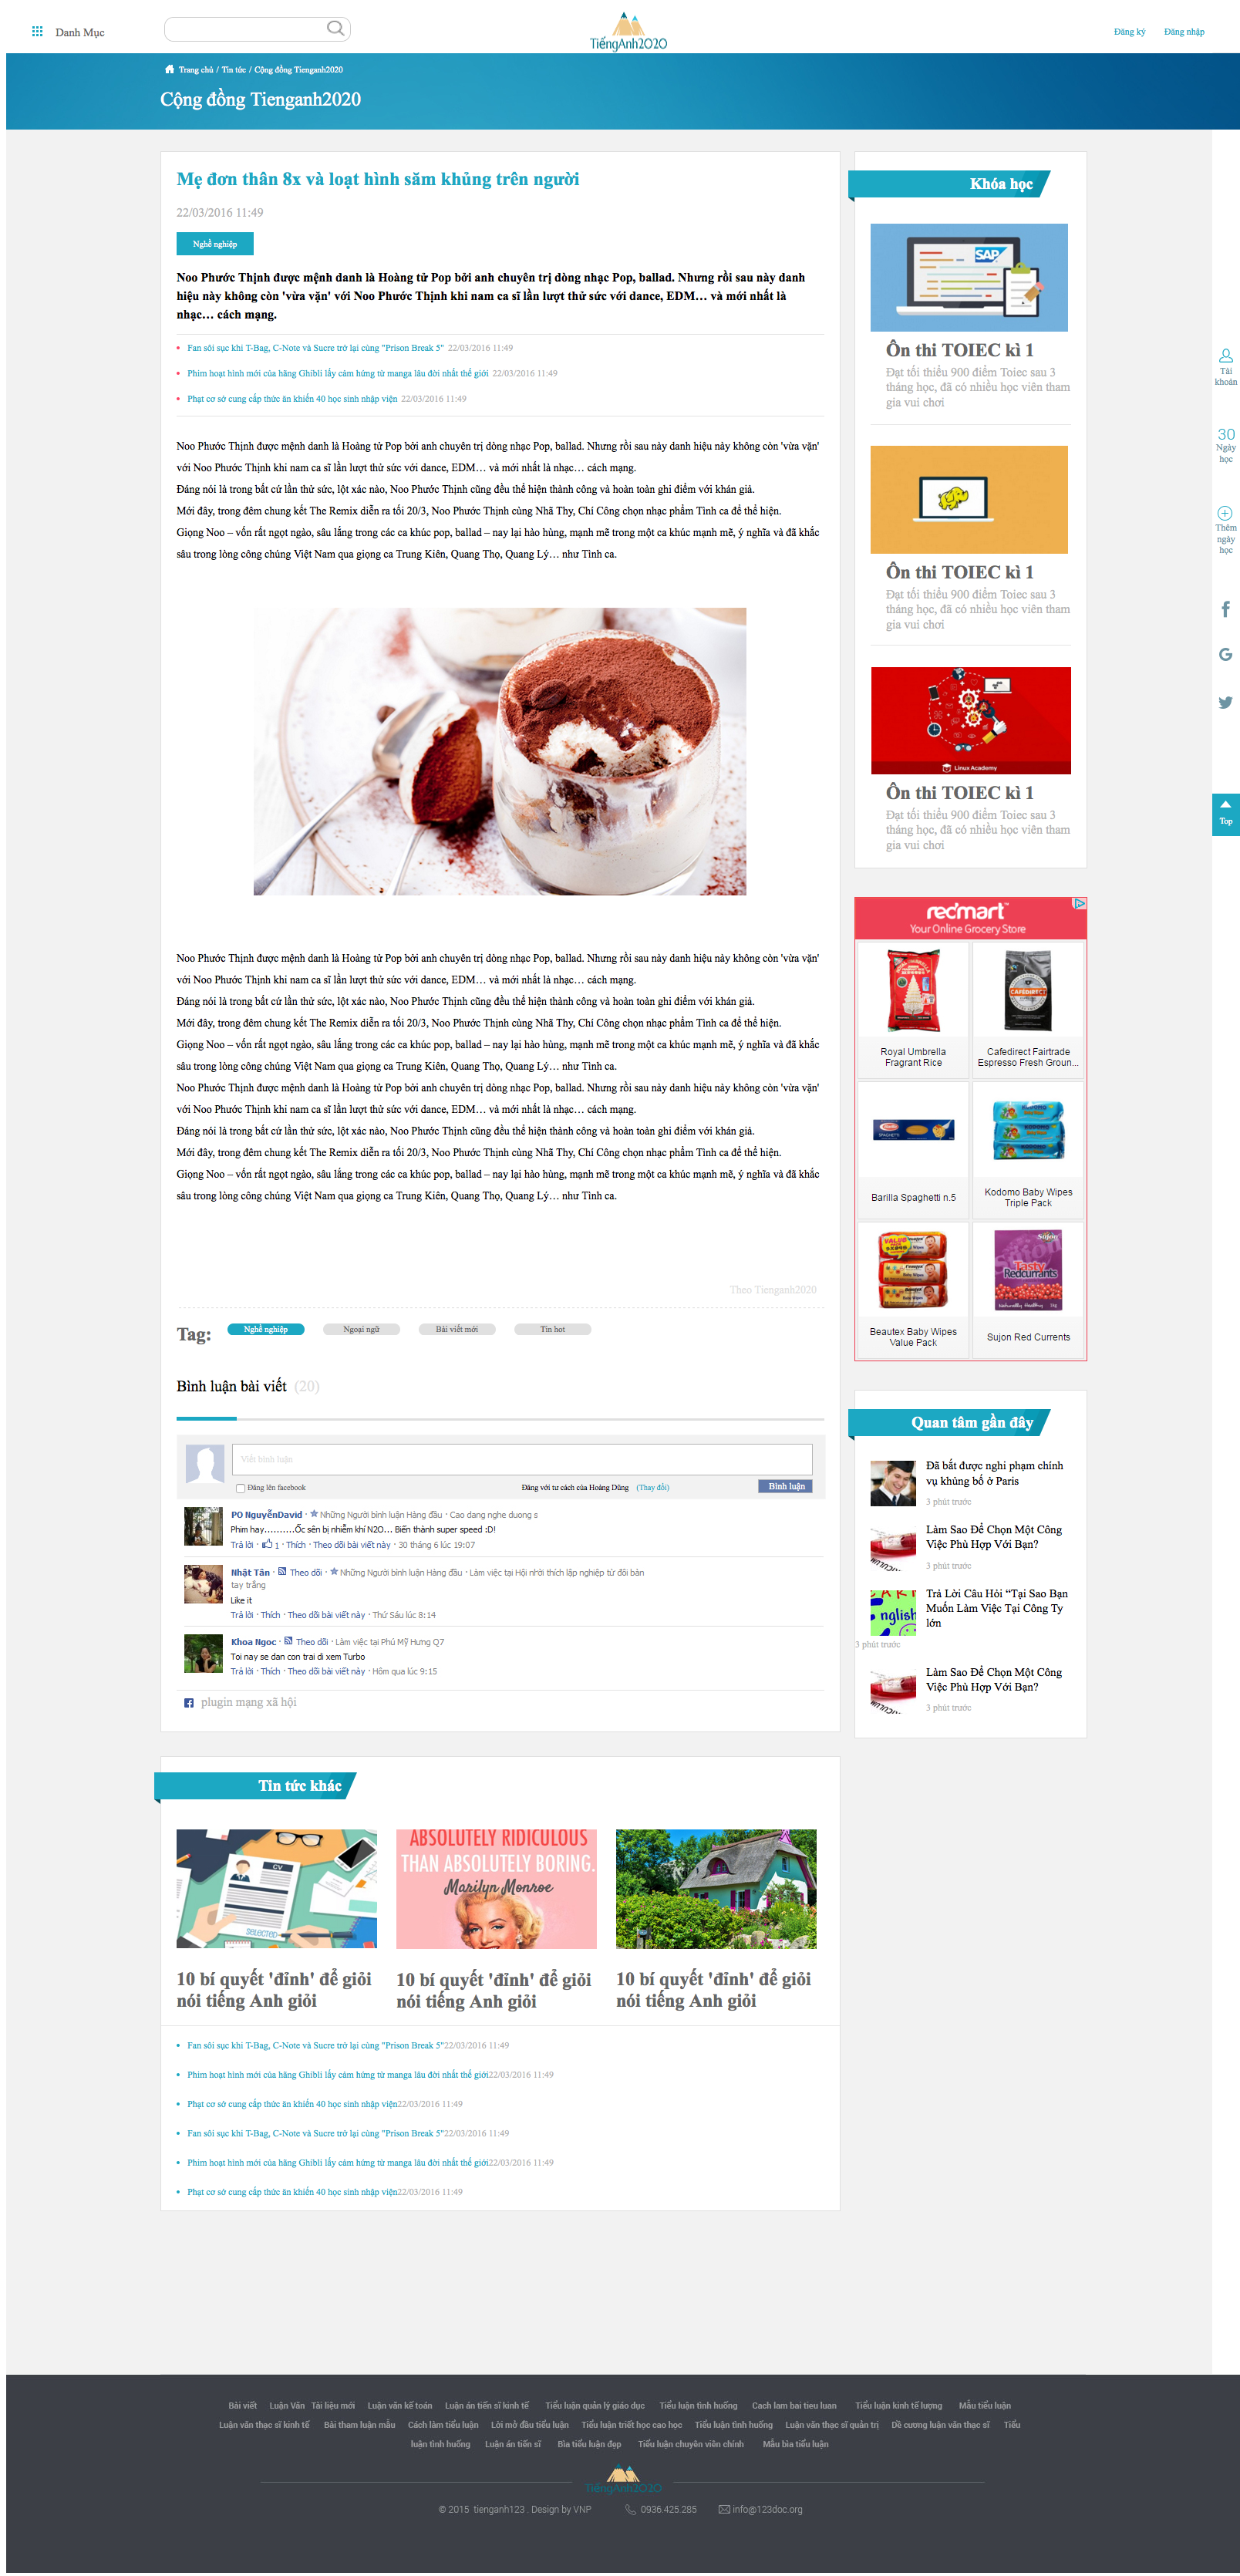 Danh Mục
TiếngAnh2020
Đăng ký
Đăng nhập
Trang chủ / Tin tức / Cộng đồng Tienganh2020
Cộng đồng Tienganh2020
Mẹ đơn thân 8x và loạt hình săm khủng trên người
22/03/2016 11:49
Nghề nghiệp
Noo Phước Thịnh được mệnh danh là Hoàng tử Pop bởi anh chuyên trị dòng nhạc Pop, ballad. Nhưng rồi sau này danh
hiệu này không còn 'vừa vặn' với Noo Phước Thịnh khi nam ca sĩ lần lượt thử sức với dance, EDM… và mới nhất là
nhạc… cách mạng.
Fan sôi sục khi T-Bag, C-Note và Sucre trở lại cùng "Prison Break 5" 22/03/2016 11:49
Phim hoạt hình mới của hãng Ghibli lấy cảm hứng từ manga lâu đời nhất thế giới 22/03/2016 11:49
Phạt cơ sở cung cấp thức ăn khiến 40 học sinh nhập viện 22/03/2016 11:49
Noo Phước Thịnh được mệnh danh là Hoàng tử Pop bởi anh chuyên trị dòng nhạc Pop, ballad. Nhưng rồi sau này danh hiệu này không còn 'vừa vặn'
với Noo Phước Thịnh khi nam ca sĩ lần lượt thử sức với dance, EDM… và mới nhất là nhạc… cách mạng.
Đáng nói là trong bất cứ lần thử sức, lột xác nào, Noo Phước Thịnh cũng đều thể hiện thành công và hoàn toàn ghi điểm với khán giả.
Mới đây, trong đêm chung kết The Remix diễn ra tối 20/3, Noo Phước Thịnh cùng Nhã Thy, Chí Công chọn nhạc phẩm Tình ca để thể hiện.
Giọng Noo – vốn rất ngọt ngào, sâu lắng trong các ca khúc pop, ballad – nay lại hào hùng, mạnh mẽ trong một ca khúc mạnh mẽ, ý nghĩa và đã khắc
sâu trong lòng công chúng Việt Nam qua giọng ca Trung Kiên, Quang Thọ, Quang Lý… như Tình ca.
Noo Phước Thịnh được mệnh danh là Hoàng tử Pop bởi anh chuyên trị dòng nhạc Pop, ballad. Nhưng rồi sau này danh hiệu này không còn 'vừa vặn'
với Noo Phước Thịnh khi nam ca sĩ lần lượt thử sức với dance, EDM… và mới nhất là nhạc… cách mạng.
Đáng nói là trong bất cứ lần thử sức, lột xác nào, Noo Phước Thịnh cũng đều thể hiện thành công và hoàn toàn ghi điểm với khán giả.
Mới đây, trong đêm chung kết The Remix diễn ra tối 20/3, Noo Phước Thịnh cùng Nhã Thy, Chí Công chọn nhạc phẩm Tình ca để thể hiện.
Giọng Noo – vốn rất ngọt ngào, sâu lắng trong các ca khúc pop, ballad – nay lại hào hùng, mạnh mẽ trong một ca khúc mạnh mẽ, ý nghĩa và đã khắc
sâu trong lòng công chúng Việt Nam qua giọng ca Trung Kiên, Quang Thọ, Quang Lý… như Tình ca.
Noo Phước Thịnh được mệnh danh là Hoàng tử Pop bởi anh chuyên trị dòng nhạc Pop, ballad. Nhưng rồi sau này danh hiệu này không còn 'vừa vặn'
với Noo Phước Thịnh khi nam ca sĩ lần lượt thử sức với dance, EDM… và mới nhất là nhạc… cách mạng.
Đáng nói là trong bất cứ lần thử sức, lột xác nào, Noo Phước Thịnh cũng đều thể hiện thành công và hoàn toàn ghi điểm với khán giả.
Mới đây, trong đêm chung kết The Remix diễn ra tối 20/3, Noo Phước Thịnh cùng Nhã Thy, Chí Công chọn nhạc phẩm Tình ca để thể hiện.
Giọng Noo – vốn rất ngọt ngào, sâu lắng trong các ca khúc pop, ballad – nay lại hào hùng, mạnh mẽ trong một ca khúc mạnh mẽ, ý nghĩa và đã khắc
sâu trong lòng công chúng Việt Nam qua giọng ca Trung Kiên, Quang Thọ, Quang Lý… như Tình ca.
Theo Tienganh2020
Tag:
Nghề nghiệp
Ngoại ngữ
Bài viết mới
Tin hot
Bình luận bài viết (20)
Viết bình luận
Đăng lên facebook
Đăng với tư cách của Hoàng Dũng (Thay đổi)
Bình luận
PO NguyễnDavid · Những Người bình luận Hàng đầu · Cao dang nghe duong s
Phim hay..........Ốc sên bị nhiễm khí N2O... Biến thành super speed :D!
Trả lời · 1 · Thích · Theo dõi bài viết này · 30 tháng 6 lúc 19:07
Nhật Tân · Theo dõi · Những Người bình luận Hàng đầu · Làm việc tại Hội nhời thích lập nghiệp từ đôi bàn
tay trắng
Like it
Trả lời · Thích · Theo dõi bài viết này · Thứ Sáu lúc 8:14
Khoa Ngoc · Theo dõi · Làm việc tại Phú Mỹ Hưng Q7
Toi nay se dan con trai di xem Turbo
Trả lời · Thích · Theo dõi bài viết này · Hôm qua lúc 9:15
plugin mạng xã hội
Tin tức khác
CV
SELECTED
ABSOLUTELY RIDICULOUS
THAN ABSOLUTELY BORING.
Marilyn Monroe
10 bí quyết 'đỉnh' để giỏi
nói tiếng Anh giỏi
10 bí quyết 'đỉnh' để giỏi
nói tiếng Anh giỏi
10 bí quyết 'đỉnh' để giỏi
nói tiếng Anh giỏi
Fan sôi sục khi T-Bag, C-Note và Sucre trở lại cùng "Prison Break 5"22/03/2016 11:49
Phim hoạt hình mới của hãng Ghibli lấy cảm hứng từ manga lâu đời nhất thế giới22/03/2016 11:49
Phạt cơ sở cung cấp thức ăn khiến 40 học sinh nhập viện22/03/2016 11:49
Fan sôi sục khi T-Bag, C-Note và Sucre trở lại cùng "Prison Break 5"22/03/2016 11:49
Phim hoạt hình mới của hãng Ghibli lấy cảm hứng từ manga lâu đời nhất thế giới22/03/2016 11:49
Phạt cơ sở cung cấp thức ăn khiến 40 học sinh nhập viện22/03/2016 11:49
Khóa học
SAP
Ôn thi TOIEC kì 1
Đạt tối thiểu 900 điểm Toiec sau 3
tháng học, đã có nhiều học viên tham
gia vui chơi
Ôn thi TOIEC kì 1
Đạt tối thiểu 900 điểm Toiec sau 3
tháng học, đã có nhiều học viên tham
gia vui chơi
Linux Academy
Ôn thi TOIEC kì 1
Đạt tối thiểu 900 điểm Toiec sau 3
tháng học, đã có nhiều học viên tham
gia vui chơi
redmart™
Your Online Grocery Store
CAFEDIRECT
Royal Umbrella
Fragrant Rice
Cafedirect Fairtrade
Espresso Fresh Groun...
Barilla Spaghetti n.5
Kodomo Baby Wipes
Triple Pack
VALUE
Tasty
Redcurrants
Beautex Baby Wipes
Value Pack
Sujon Red Currents
Quan tâm gần đây
Đã bắt được nghi phạm chính
vụ khủng bố ở Paris
3 phút trước
Làm Sao Để Chọn Một Công
Việc Phù Hợp Với Bạn?
3 phút trước
nglish
Trả Lời Câu Hỏi “Tại Sao Bạn
Muốn Làm Việc Tại Công Ty
lớn
3 phút trước
Làm Sao Để Chọn Một Công
Việc Phù Hợp Với Bạn?
3 phút trước
Tài
khoản
30
Ngày
học
Thêm
ngày
học
Top
Bài viết Luận Văn Tài liệu mới Luận văn kế toán Luận án tiến sĩ kinh tế Tiểu luận quản lý giáo dục Tiểu luận tình huống Cach lam bai tieu luan Tiểu luận kinh tế lượng Mẫu tiểu luận
Luận văn thạc sĩ kinh tế Bài tham luận mẫu Cách làm tiểu luận Lời mở đầu tiểu luận Tiểu luận triết học cao học Tiểu luận tình huống Luận văn thạc sĩ quản trị Dề cương luận văn thạc sĩ Tiểu
luận tình huống Luận án tiến sĩ Bìa tiểu luận đẹp Tiểu luận chuyên viên chính Mẫu bìa tiểu luận
TiếngAnh2020
© 2015 tienganh123 . Design by VNP
0936.425.285
info@123doc.org